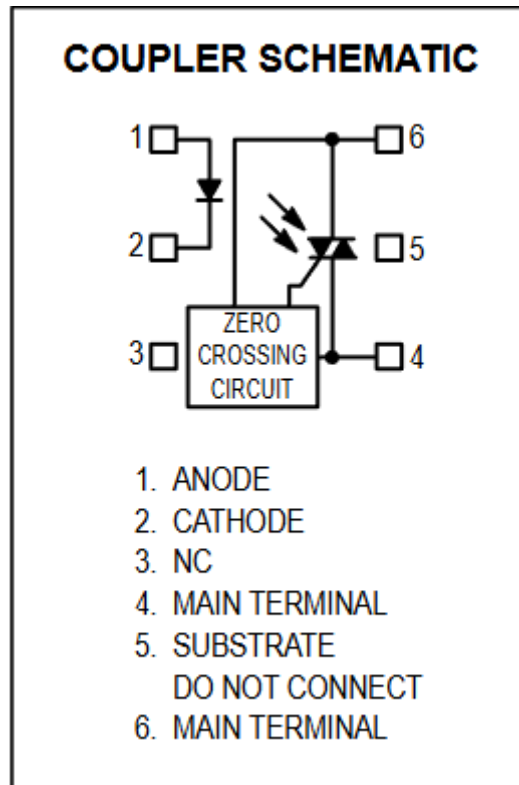 COUPLER SCHEMATIC
1
6
2
5
3
ZERO
CROSSING
CIRCUIT
4
1. ANODE
2. CATHODE
3. NC
4. MAIN TERMINAL
5. SUBSTRATE
DO NOT CONNECT
6. MAIN TERMINAL